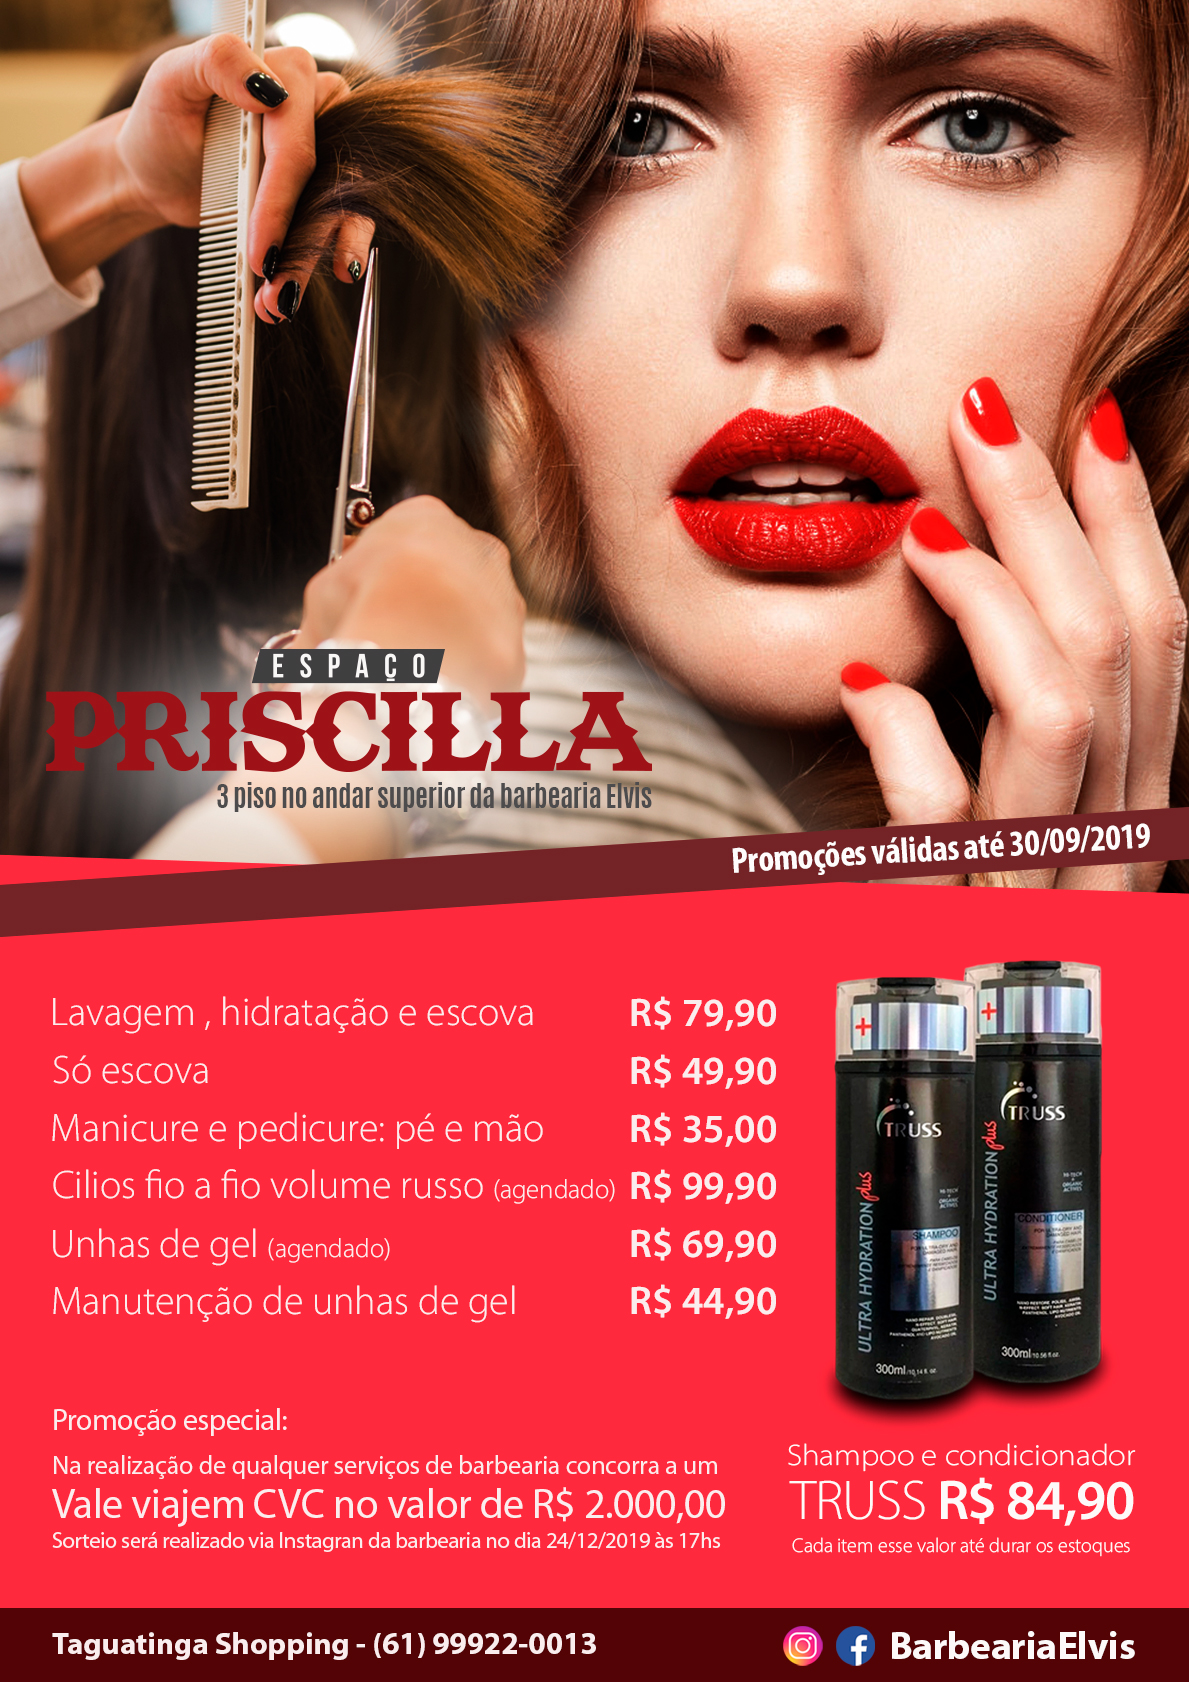 ESPAÇO
PRISCILLA
3 piso no andar superior da barbearia Elvis
Promoções válidas até 30/09/2019
Lavagem , hidratação e escova R$ 79,90
Só escova R$ 49,90
Manicure e pedicure: pé e mão R$ 35,00
Cilios fio a fio volume russo (agendado) R$ 99,90
Unhas de gel (agendado) R$ 69,90
Manutenção de unhas de gel R$ 44,90
TRUSS
ULTRA HYDRATION plus
SHAMPOO
300ml
TRUSS
ULTRA HYDRATION plus
CONDITIONER
300ml
Promoção especial:
Na realização de qualquer serviços de barbearia concorra a um
Vale viajem CVC no valor de R$ 2.000,00
Sorteio será realizado via Instagran da barbearia no dia 24/12/2019 às 17hs
Shampoo e condicionador
TRUSS R$ 84,90
Cada item esse valor até durar os estoques
Taguatinga Shopping - (61) 99922-0013
BarbeariaElvis